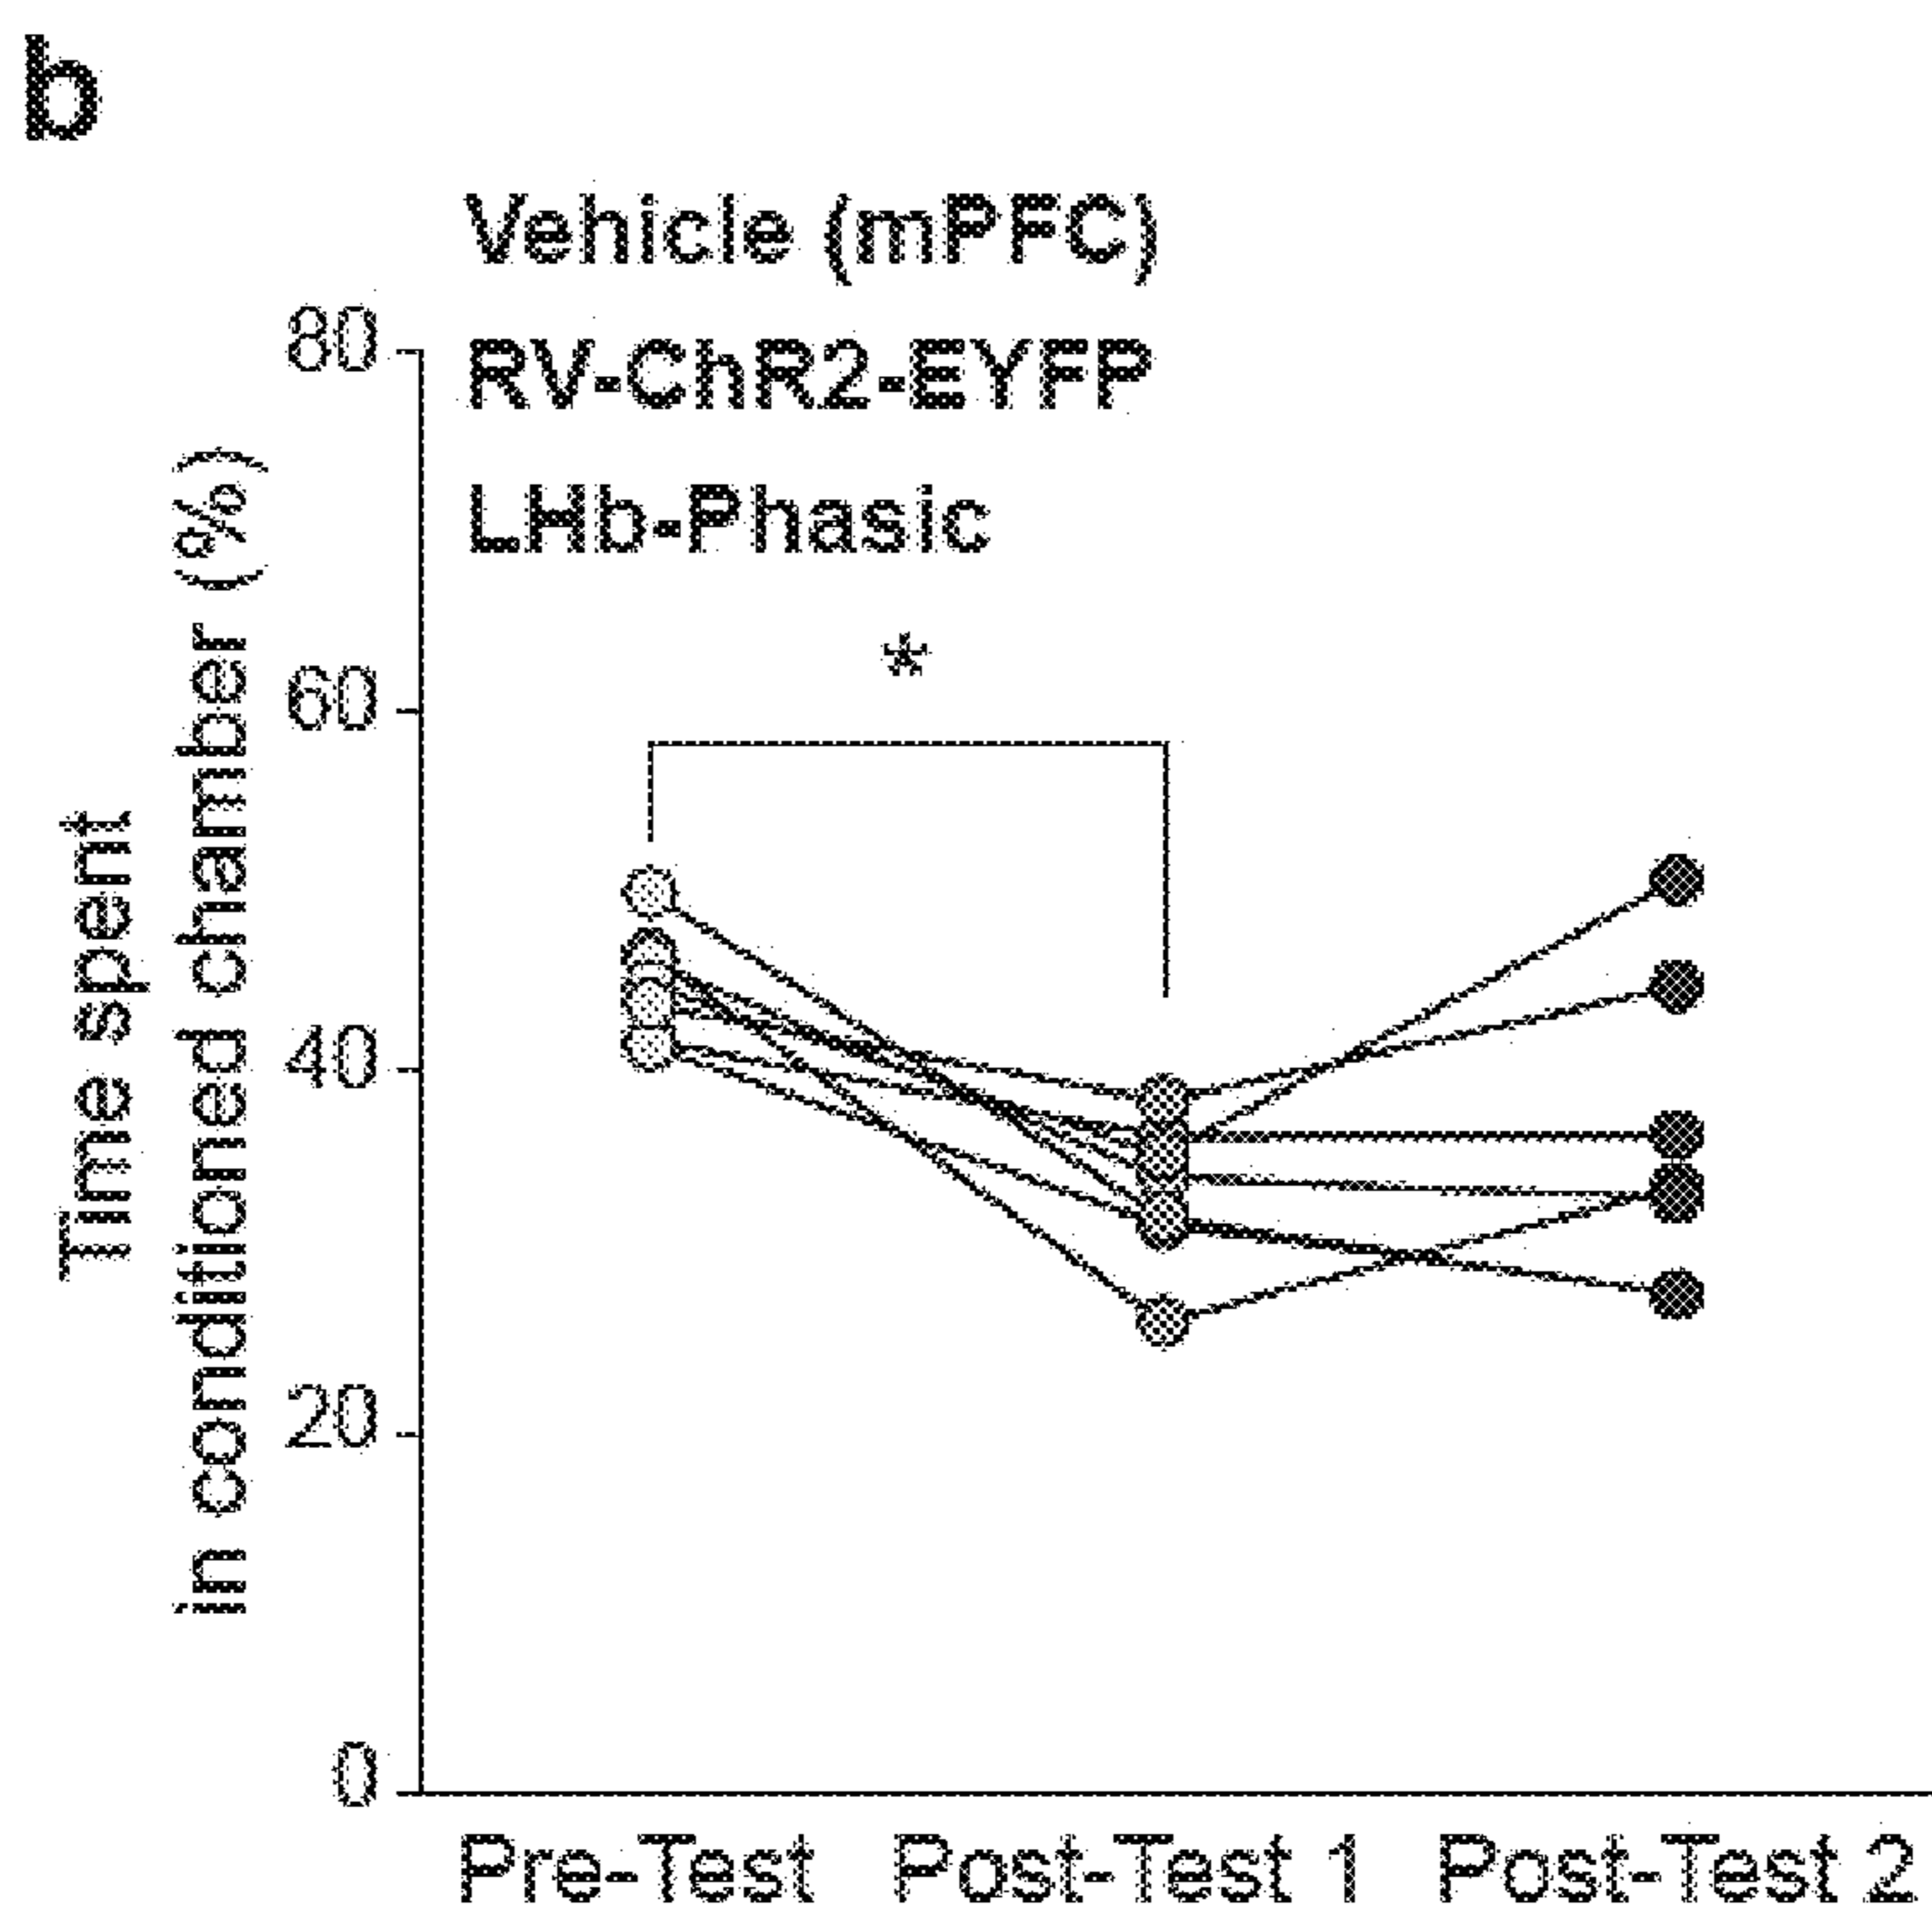 b
Vehicle (mPFC)
RV-ChR2-EYFP
LHb-Phasic
*
Time spent
in conditioned chamber (%)
80
60
40
20
0
Pre-Test Post-Test 1 Post-Test 2